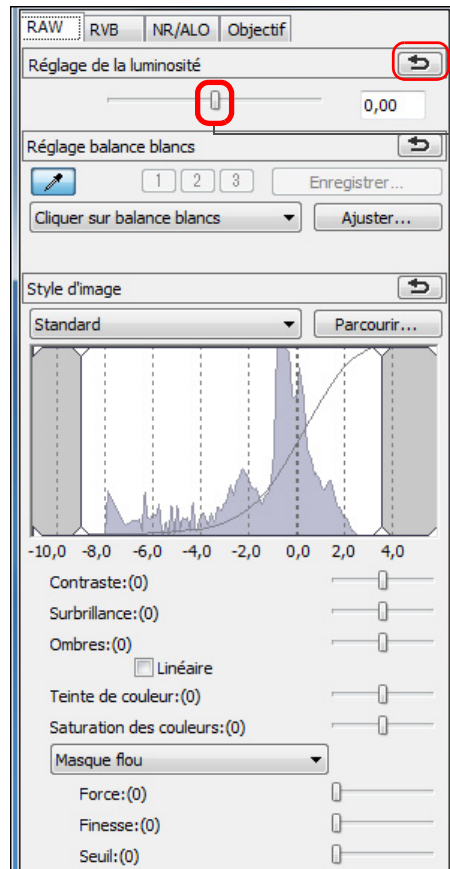 RAW RVB NR/ALO Objectif
Réglage de la luminosité
0,00
Réglage balance blancs
1 2 3 Enregistrer...
Cliquer sur balance blancs Ajuster...
Style d'image
Standard Parcourir...
-10,0 -8,0 -6,0 -4,0 -2,0 0,0 2,0 4,0
Contraste:(0)
Surbrillance:(0)
Ombres:(0)
Linéaire
Teinte de couleur:(0)
Saturation des couleurs:(0)
Masque flou
Force:(0)
Finesse:(0)
Seuil:(0)